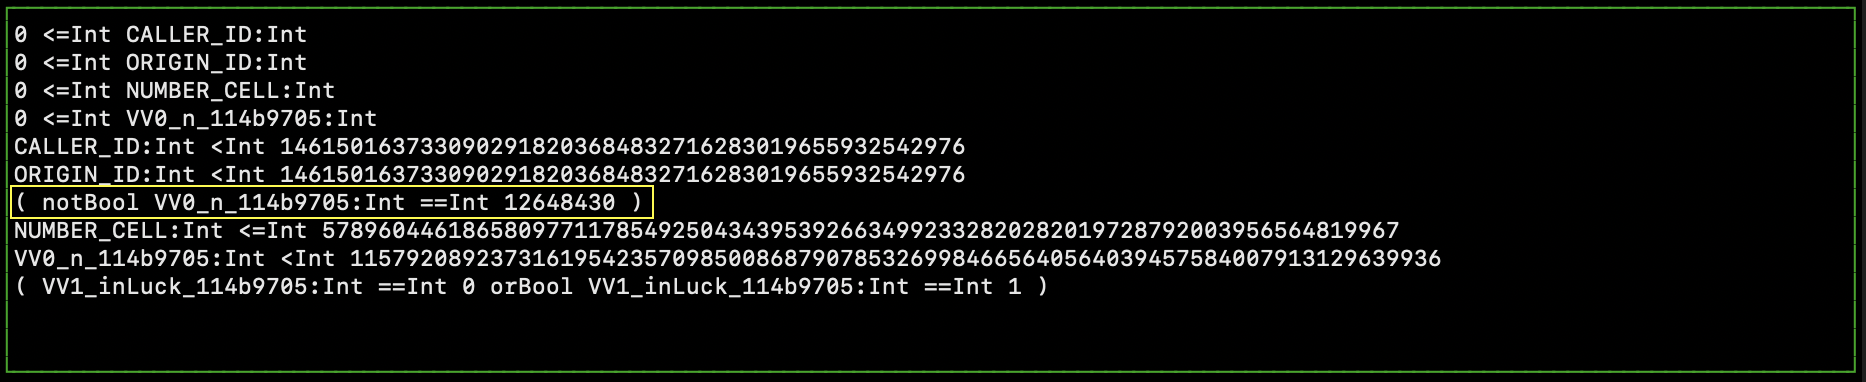 0 <=Int CALLER_ID:Int
0 <=Int ORIGIN_ID:Int
0 <=Int NUMBER_CELL:Int
0 <=Int VV0_n_114b9705:Int
CALLER_ID:Int <Int 1461501637330902918203684832716283019655932542976
ORIGIN_ID:Int <Int 1461501637330902918203684832716283019655932542976
( notBool VV0_n_114b9705:Int ==Int 12648430 )
NUMBER_CELL:Int <=Int 57896044618658097711785492504343953926634992332820282019728792003956564819967
VV0_n_114b9705:Int <Int 115792089237316195423570985008687907853269984665640564039457584007913129639936
( VV1_inLuck_114b9705:Int ==Int 0 orBool VV1_inLuck_114b9705:Int ==Int 1 )